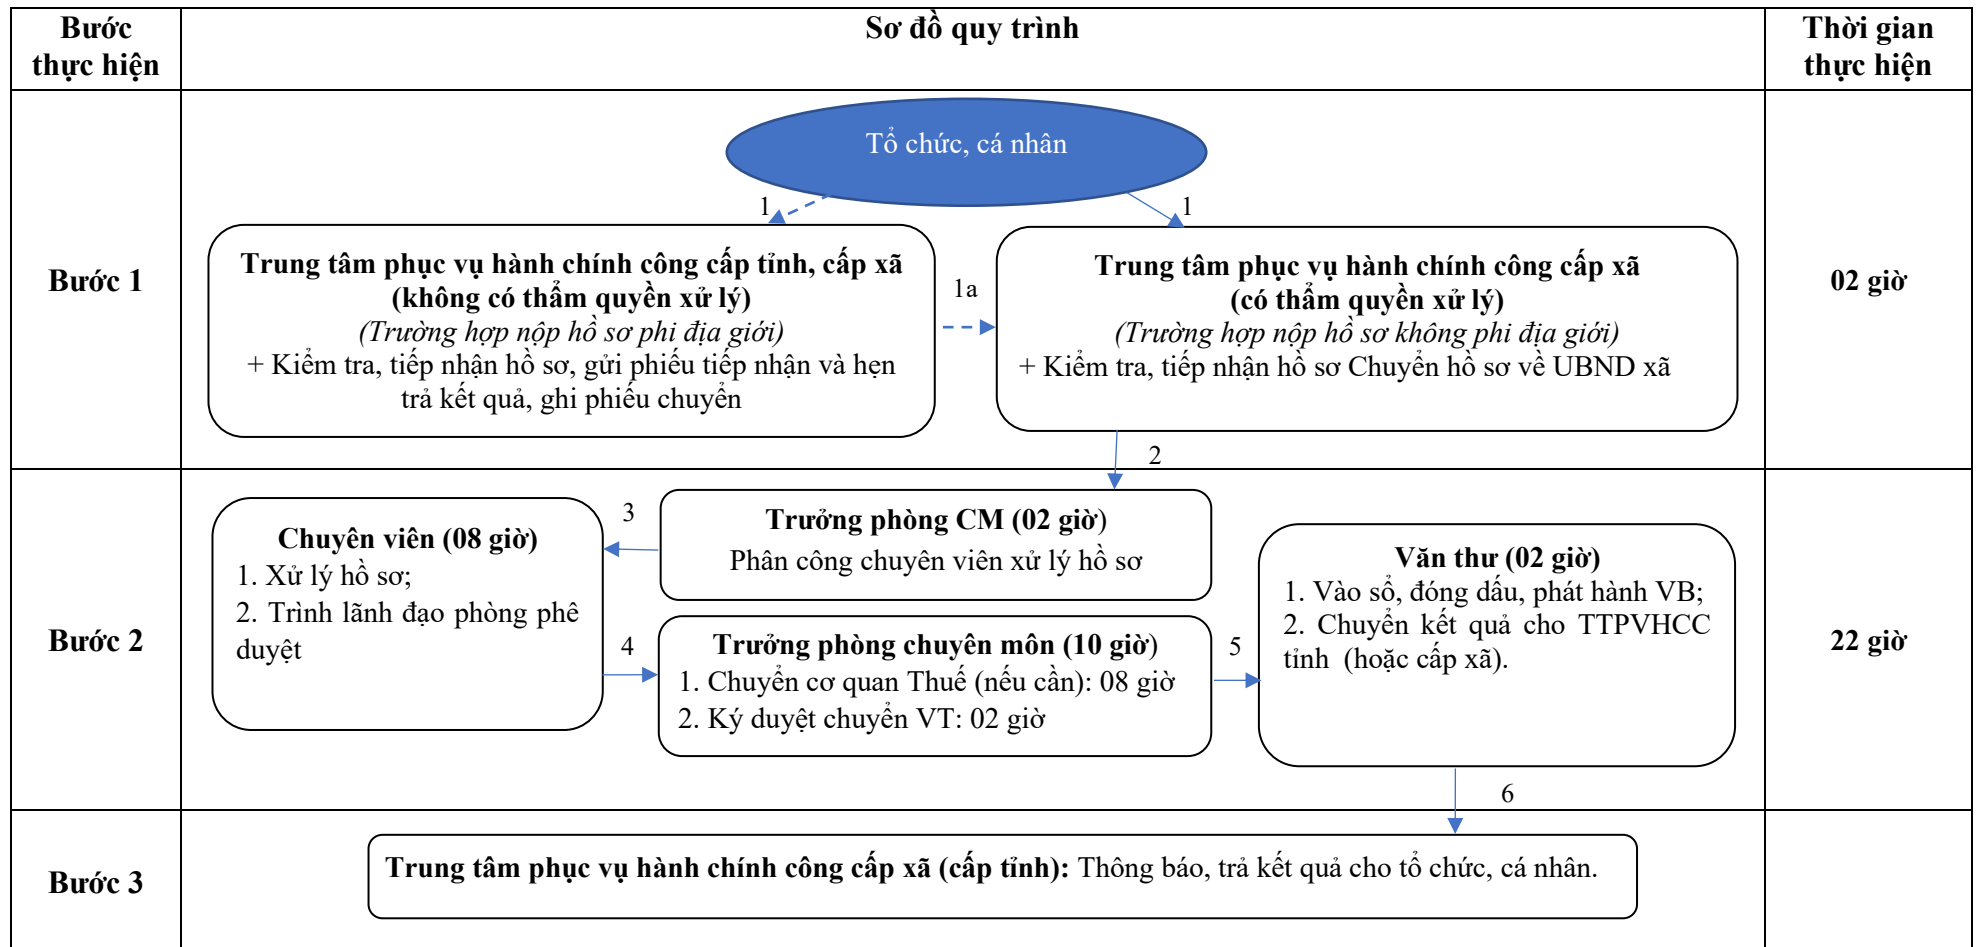 Bước
thực hiện
Sơ đồ quy trình
Thời gian
thực hiện
Bước 1
Tổ chức, cá nhân
1
1
Trung tâm phục vụ hành chính công cấp tỉnh, cấp xã
(không có thẩm quyền xử lý)
(Trường hợp nộp hồ sơ phi địa giới)
+ Kiểm tra, tiếp nhận hồ sơ, gửi phiếu tiếp nhận và hẹn
trả kết quả, ghi phiếu chuyển
1a
Trung tâm phục vụ hành chính công cấp xã
(có thẩm quyền xử lý)
(Trường hợp nộp hồ sơ không phi địa giới)
+ Kiểm tra, tiếp nhận hồ sơ Chuyển hồ sơ về UBND xã
02 giờ
2
Bước 2
Chuyên viên (08 giờ)
1. Xử lý hồ sơ;
2. Trình lãnh đạo phòng phê
duyệt
3
Trưởng phòng CM (02 giờ)
Phân công chuyên viên xử lý hồ sơ
4
Trưởng phòng chuyên môn (10 giờ)
1. Chuyển cơ quan Thuế (nếu cần): 08 giờ
2. Ký duyệt chuyển VT: 02 giờ
5
Văn thư (02 giờ)
1. Vào sổ, đóng dấu, phát hành VB;
2. Chuyển kết quả cho TTPVHCC
tỉnh (hoặc cấp xã).
22 giờ
6
Bước 3
Trung tâm phục vụ hành chính công cấp xã (cấp tỉnh): Thông báo, trả kết quả cho tổ chức, cá nhân.